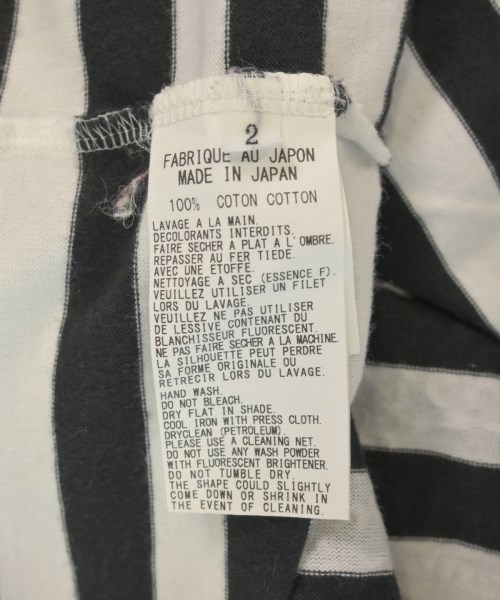 2
FABRIQUE AU JAPON
MADE IN JAPAN
100% COTON COTTON
LAVAGE A LA MAIN.
DECOLORANTS INTERDITS.
FAIRE SECHER A PLAT A L'OMBRE.
REPASSER AU FER TIEDE.
AVEC UNE ETOFFE.
NETTOYAGE A SEC (ESSENCE F).
VEUILLEZ UTILISER UN FILET
LORS DU LAVAGE.
VEUILLEZ NE PAS UTILISER
DE LESSIVE CONTENANT DU
BLANCHISSEUR FLUORESCENT.
NE PAS FAIRE SECHER A LA MACHINE.
LA SILHOUETTE PEUT PERDRE
SA FORME ORIGINALE OU
RETRECIR LORS DU LAVAGE.
HAND WASH.
DO NOT BLEACH.
DRY FLAT IN SHADE.
COOL IRON WITH PRESS CLOTH.
DRYCLEAN (PETROLEUM).
PLEASE USE A CLEANING NET.
DO NOT USE ANY WASH POWDER
WITH FLUORESCENT BRIGHTENER.
DO NOT TUMBLE DRY.
THE SHAPE COULD SLIGHTLY
COME DOWN OR SHRINK IN
THE EVENT OF CLEANING.